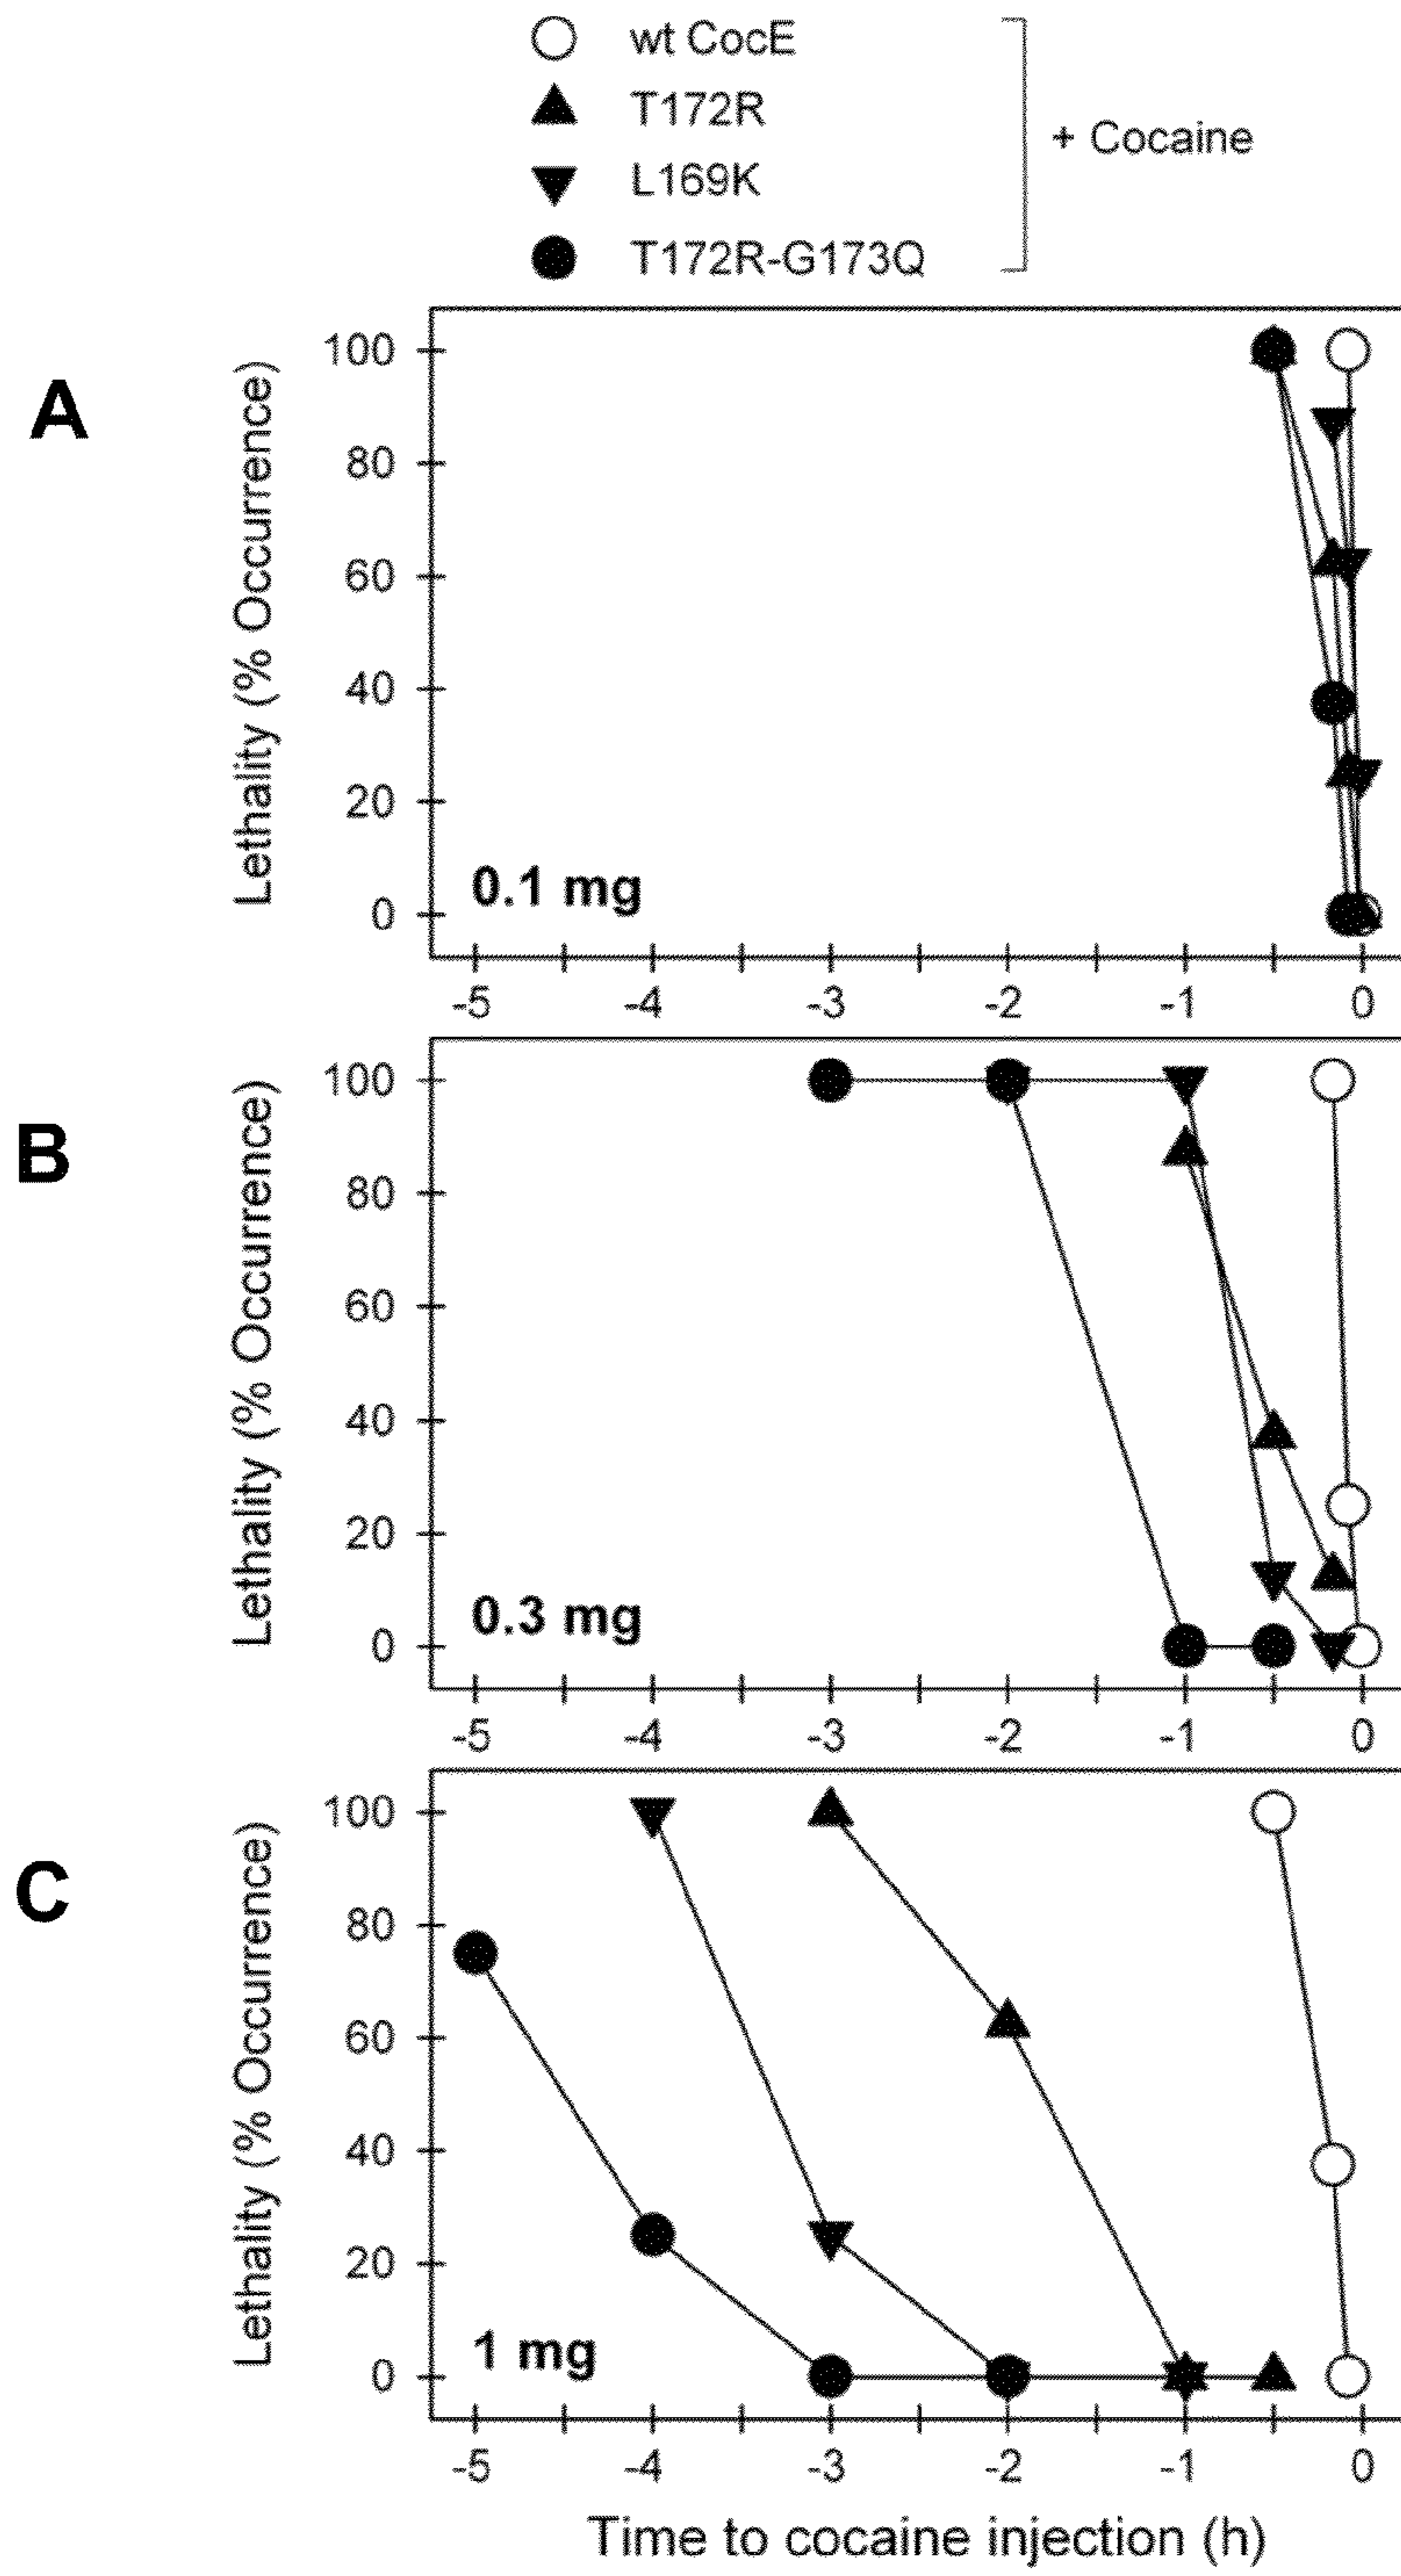 wt CocE
T172R
L169K
T172R-G173Q
+ Cocaine
A
Lethality (% Occurrence)
100
80
60
40
20
0
0.1 mg
-5 -4 -3 -2 -1 0
B
Lethality (% Occurrence)
100
80
60
40
20
0
0.3 mg
-5 -4 -3 -2 -1 0
C
Lethality (% Occurrence)
100
80
60
40
20
0
1 mg
-5 -4 -3 -2 -1 0
Time to cocaine injection (h)